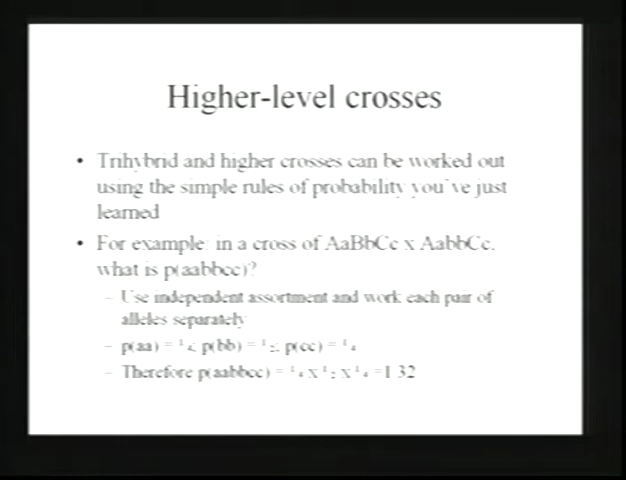 Higher-level crosses
• Trihybrid and higher crosses can be worked out
using the simple rules of probability you've just
learned
• For example: in a cross of AaBbCc x AabbCc,
what is p(aabbcc)?
– Use independent assortment and work each pair of
alleles separately
– p(aa) = ¼; p(bb) = ½; p(cc) = ¼
– Therefore p(aabbcc) = ¼ x ½ x ¼ =1/32